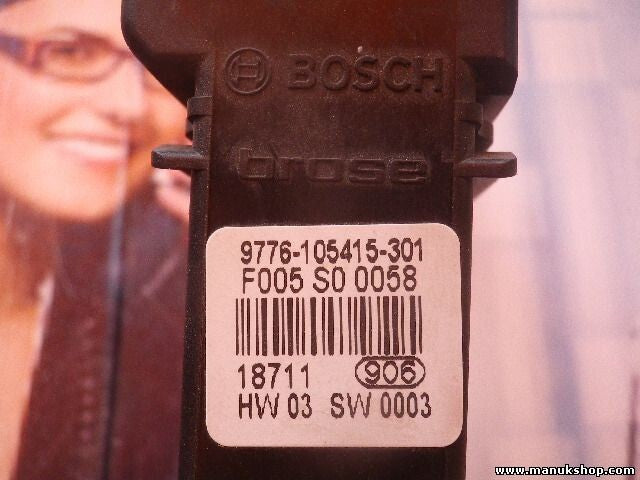 BOSCH
brose
9776-105415-301
F005 S0 0058
18711 906
HW 03 SW 0003
www.manukshop.com